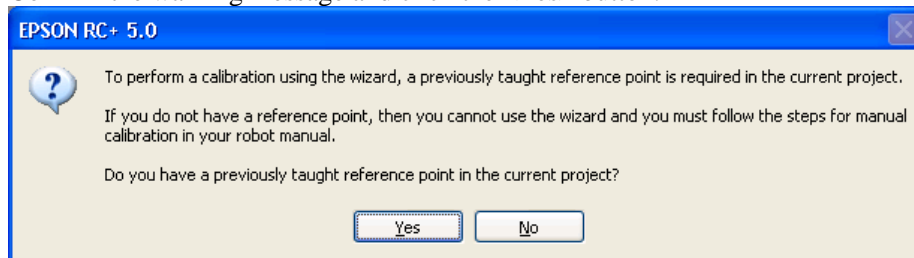 EPSON RC+ 5.0
To perform a calibration using the wizard, a previously taught reference point is required in the current project.
If you do not have a reference point, then you cannot use the wizard and you must follow the steps for manual
calibration in your robot manual.
Do you have a previously taught reference point in the current project?
Yes
No